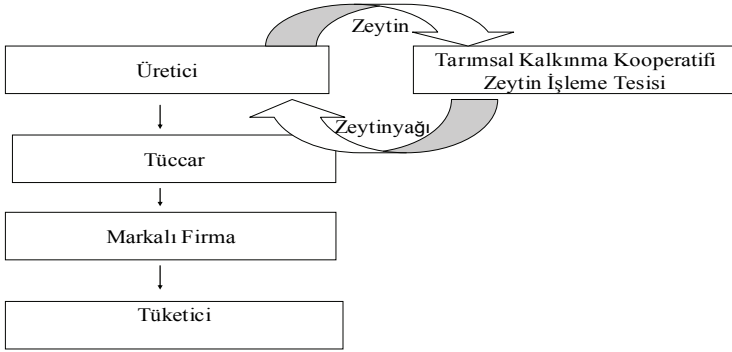 Zeytin
Üretici
Tarımsal Kalkınma Kooperatifi
Zeytin İşleme Tesisi
Zeytinyağı
Tüccar
Markalı Firma
Tüketici